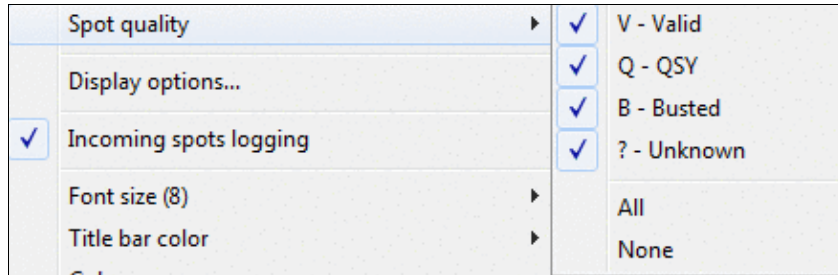 Spot quality
Display options...
Incoming spots logging
Font size (8)
Title bar color
V - Valid
Q - QSY
B - Busted
? - Unknown
All
None